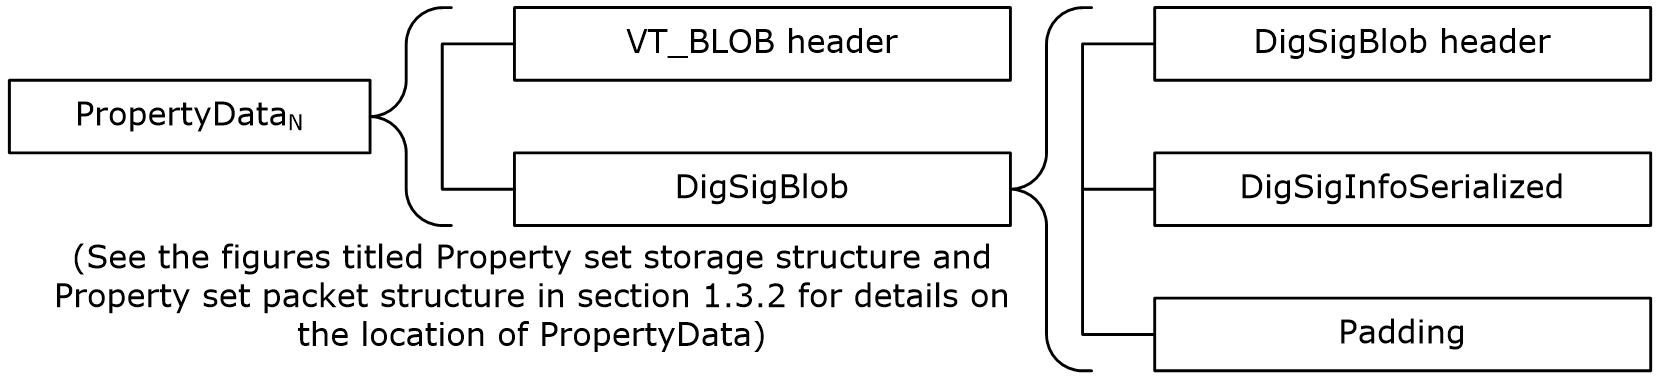 PropertyDataN
VT_BLOB header
DigSigBlob
(See the figures titled Property set storage structure and
Property set packet structure in section 1.3.2 for details on
the location of PropertyData)
DigSigBlob header
DigSigInfoSerialized
Padding